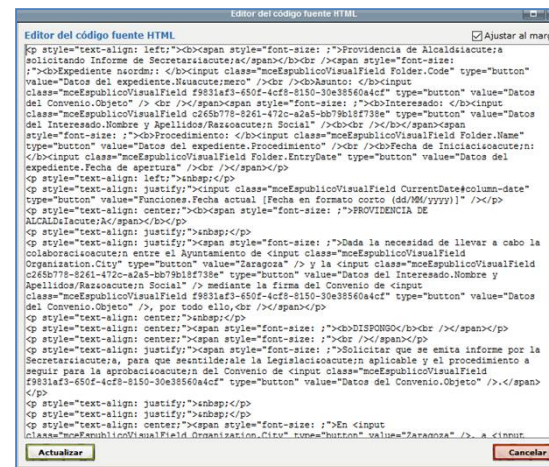 Editor del código fuente HTML
Editor del código fuente HTML
Ajustar al marg
<p style="text-align: left;"><b><span style="font-size: ;">Providencia de Alcald&iacute;a
solicitando Informe de Secretar&iacute;a</span></b><br /><span style="font-size:
;"><b>Expediente n&ordm;: </b><input class="mceEspublicoVisualField Folder.Code" type="button"
value="Datos del expediente.N&uacute;mero" /><br /><b>Asunto: </b><input
class="mceEspublicoVisualField f9831af3-650f-4cf8-8150-30e38560a4cf" type="button" value="Datos
del Convenio.Objeto" /> <br /></span><span style="font-size: ;"><b>Interesado: </b><input
class="mceEspublicoVisualField c265b778-8261-472c-a2a5-bb79b18f738e" type="button" value="Datos
del Interesado.Nombre y Apellidos/Raz&oacute;n Social" /><b><br /></b></span><span
style="font-size: ;"><b>Procedimiento: </b><input class="mceEspublicoVisualField Folder.Name"
type="button" value="Datos del expediente.Procedimiento" /><br /><b>Fecha de Iniciaci&oacute;n:
</b><input class="mceEspublicoVisualField Folder.EntryDate" type="button" value="Datos del
expediente.Fecha de apertura" /><br /></span></p>
<p style="text-align: left;">&nbsp;</p>
<p style="text-align: justify;"><input class="mceEspublicoVisualField CurrentDate#column-date"
type="button" value="Funciones.Fecha actual [Fecha en formato corto (dd/MM/yyyy)]" /></p>
<p style="text-align: center;"><b><span style="font-size: ;">PROVIDENCIA DE
ALCALD&Iacute;A</span></b></p>
<p style="text-align: justify;">&nbsp;</p>
<p style="text-align: justify;"><span style="font-size: ;">Dada la necesidad de llevar a cabo la
colaboraci&oacute;n entre el Ayuntamiento de <input class="mceEspublicoVisualField
Organization.City" type="button" value="Zaragoza" /> y la <input class="mceEspublicoVisualField
c265b778-8261-472c-a2a5-bb79b18f738e" type="button" value="Datos del Interesado.Nombre y
Apellidos/Raz&oacute;n Social" /> mediante la firma del Convenio de <input
class="mceEspublicoVisualField f9831af3-650f-4cf8-8150-30e38560a4cf" type="button" value="Datos
del Convenio.Objeto" />, por todo ello,<br /></span></p>
<p style="text-align: center;">&nbsp;</p>
<p style="text-align: center;"><span style="font-size: ;"><b>DISPONGO</b><br /></span></p>
<p style="text-align: center;"><span style="font-size: ;"><br /></span></p>
<p style="text-align: justify;"><span style="font-size: ;">Solicitar que se emita informe por la
Secretar&iacute;a, para que se&ntilde;ale la Legislaci&oacute;n aplicable y el procedimiento a
seguir para la aprobaci&oacute;n del Convenio de <input class="mceEspublicoVisualField
f9831af3-650f-4cf8-8150-30e38560a4cf" type="button" value="Datos del Convenio.Objeto" />.</span>
</p>
<p style="text-align: justify;">&nbsp;</p>
<p style="text-align: center;"><span style="font-size: ;">En <input
class="mceEspublicoVisualField Organization.City" type="button" value="Zaragoza" />, a <input
Actualizar
Cancelar